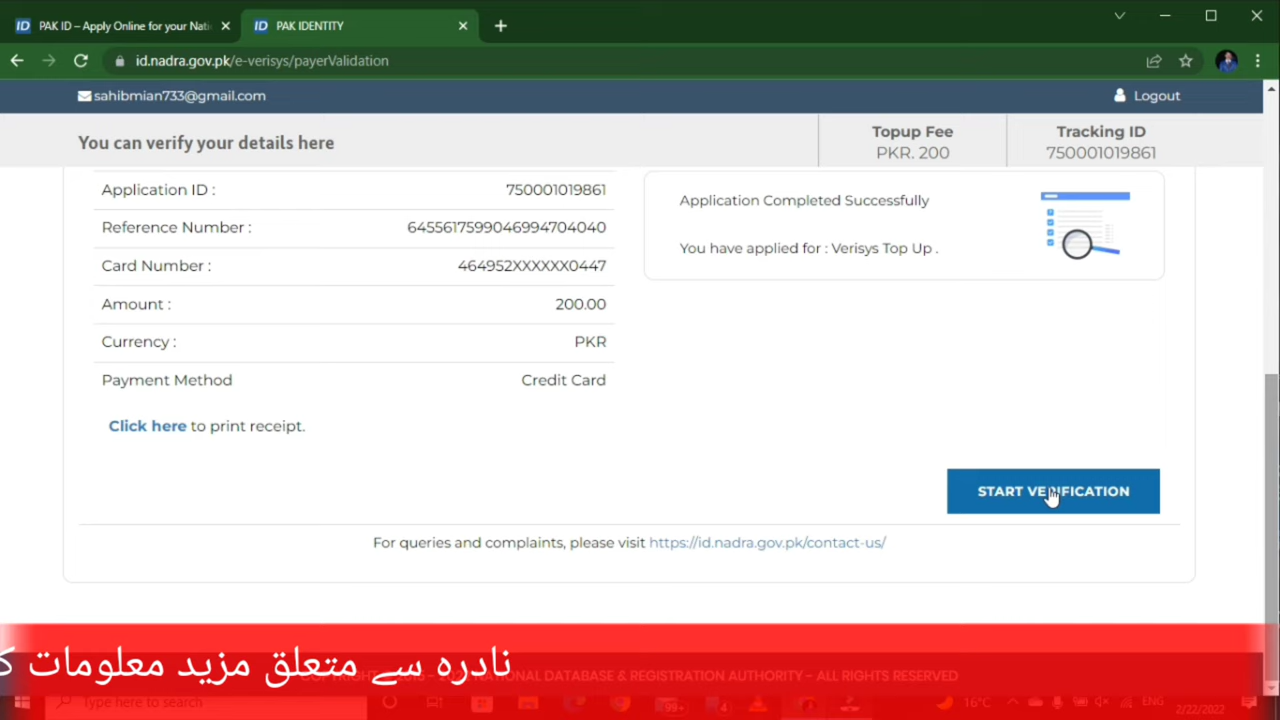 PAK ID – Apply Online for your Nati
PAK IDENTITY
id.nadra.gov.pk/e-verisys/payerValidation
sahibmian733@gmail.com
Logout
You can verify your details here
Topup Fee
PKR. 200
Tracking ID
750001019861
Application ID : 750001019861
Reference Number : 6455617599046994704040
Card Number : 464952XXXXXX0447
Amount : 200.00
Currency : PKR
Payment Method Credit Card
Click here to print receipt.
Application Completed Successfully
You have applied for : Verisys Top Up .
START VERIFICATION
For queries and complaints, please visit https://id.nadra.gov.pk/contact-us/
نادرہ سے متعلق مزید معلومات
NATIONAL DATABASE & REGISTRATION AUTHORITY - ALL RIGHTS RESERVED
Type here to search
99+
4
16°C
ENG
2/22/2022